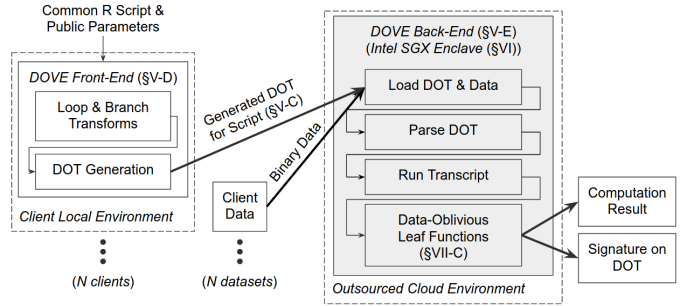 Common R Script &
Public Parameters
DOVE Front-End (§V-D)
Loop & Branch
Transforms
DOT Generation
Client Local Environment
(N clients)
Generated DOT
for Script (§V-C)
Binary Data
Client
Data
(N datasets)
DOVE Back-End (§V-E)
(Intel SGX Enclave (§VI))
Load DOT & Data
Parse DOT
Run Transcript
Data-Oblivious
Leaf Functions
(§VII-C)
Outsourced Cloud Environment
Computation
Result
Signature on
DOT